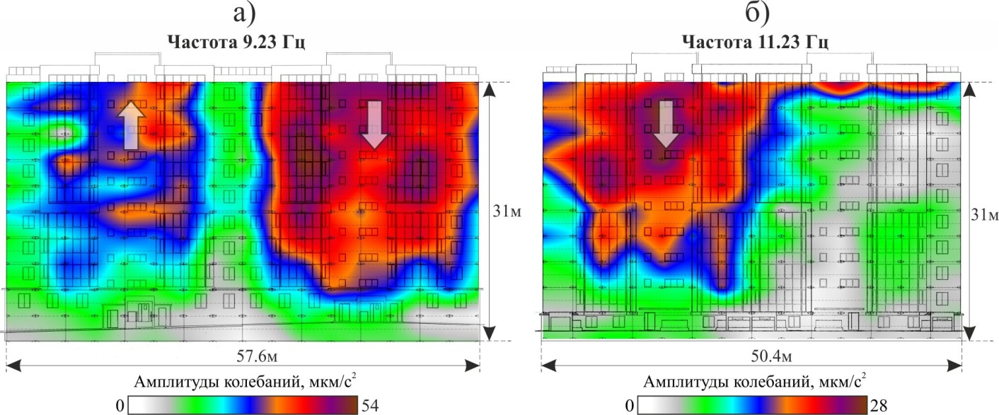 а)
Частота 9.23 Гц
31м
57.6м
Амплитуды колебаний, мкм/с²
0
54
б)
Частота 11.23 Гц
31м
50.4м
Амплитуды колебаний, мкм/с²
0
28